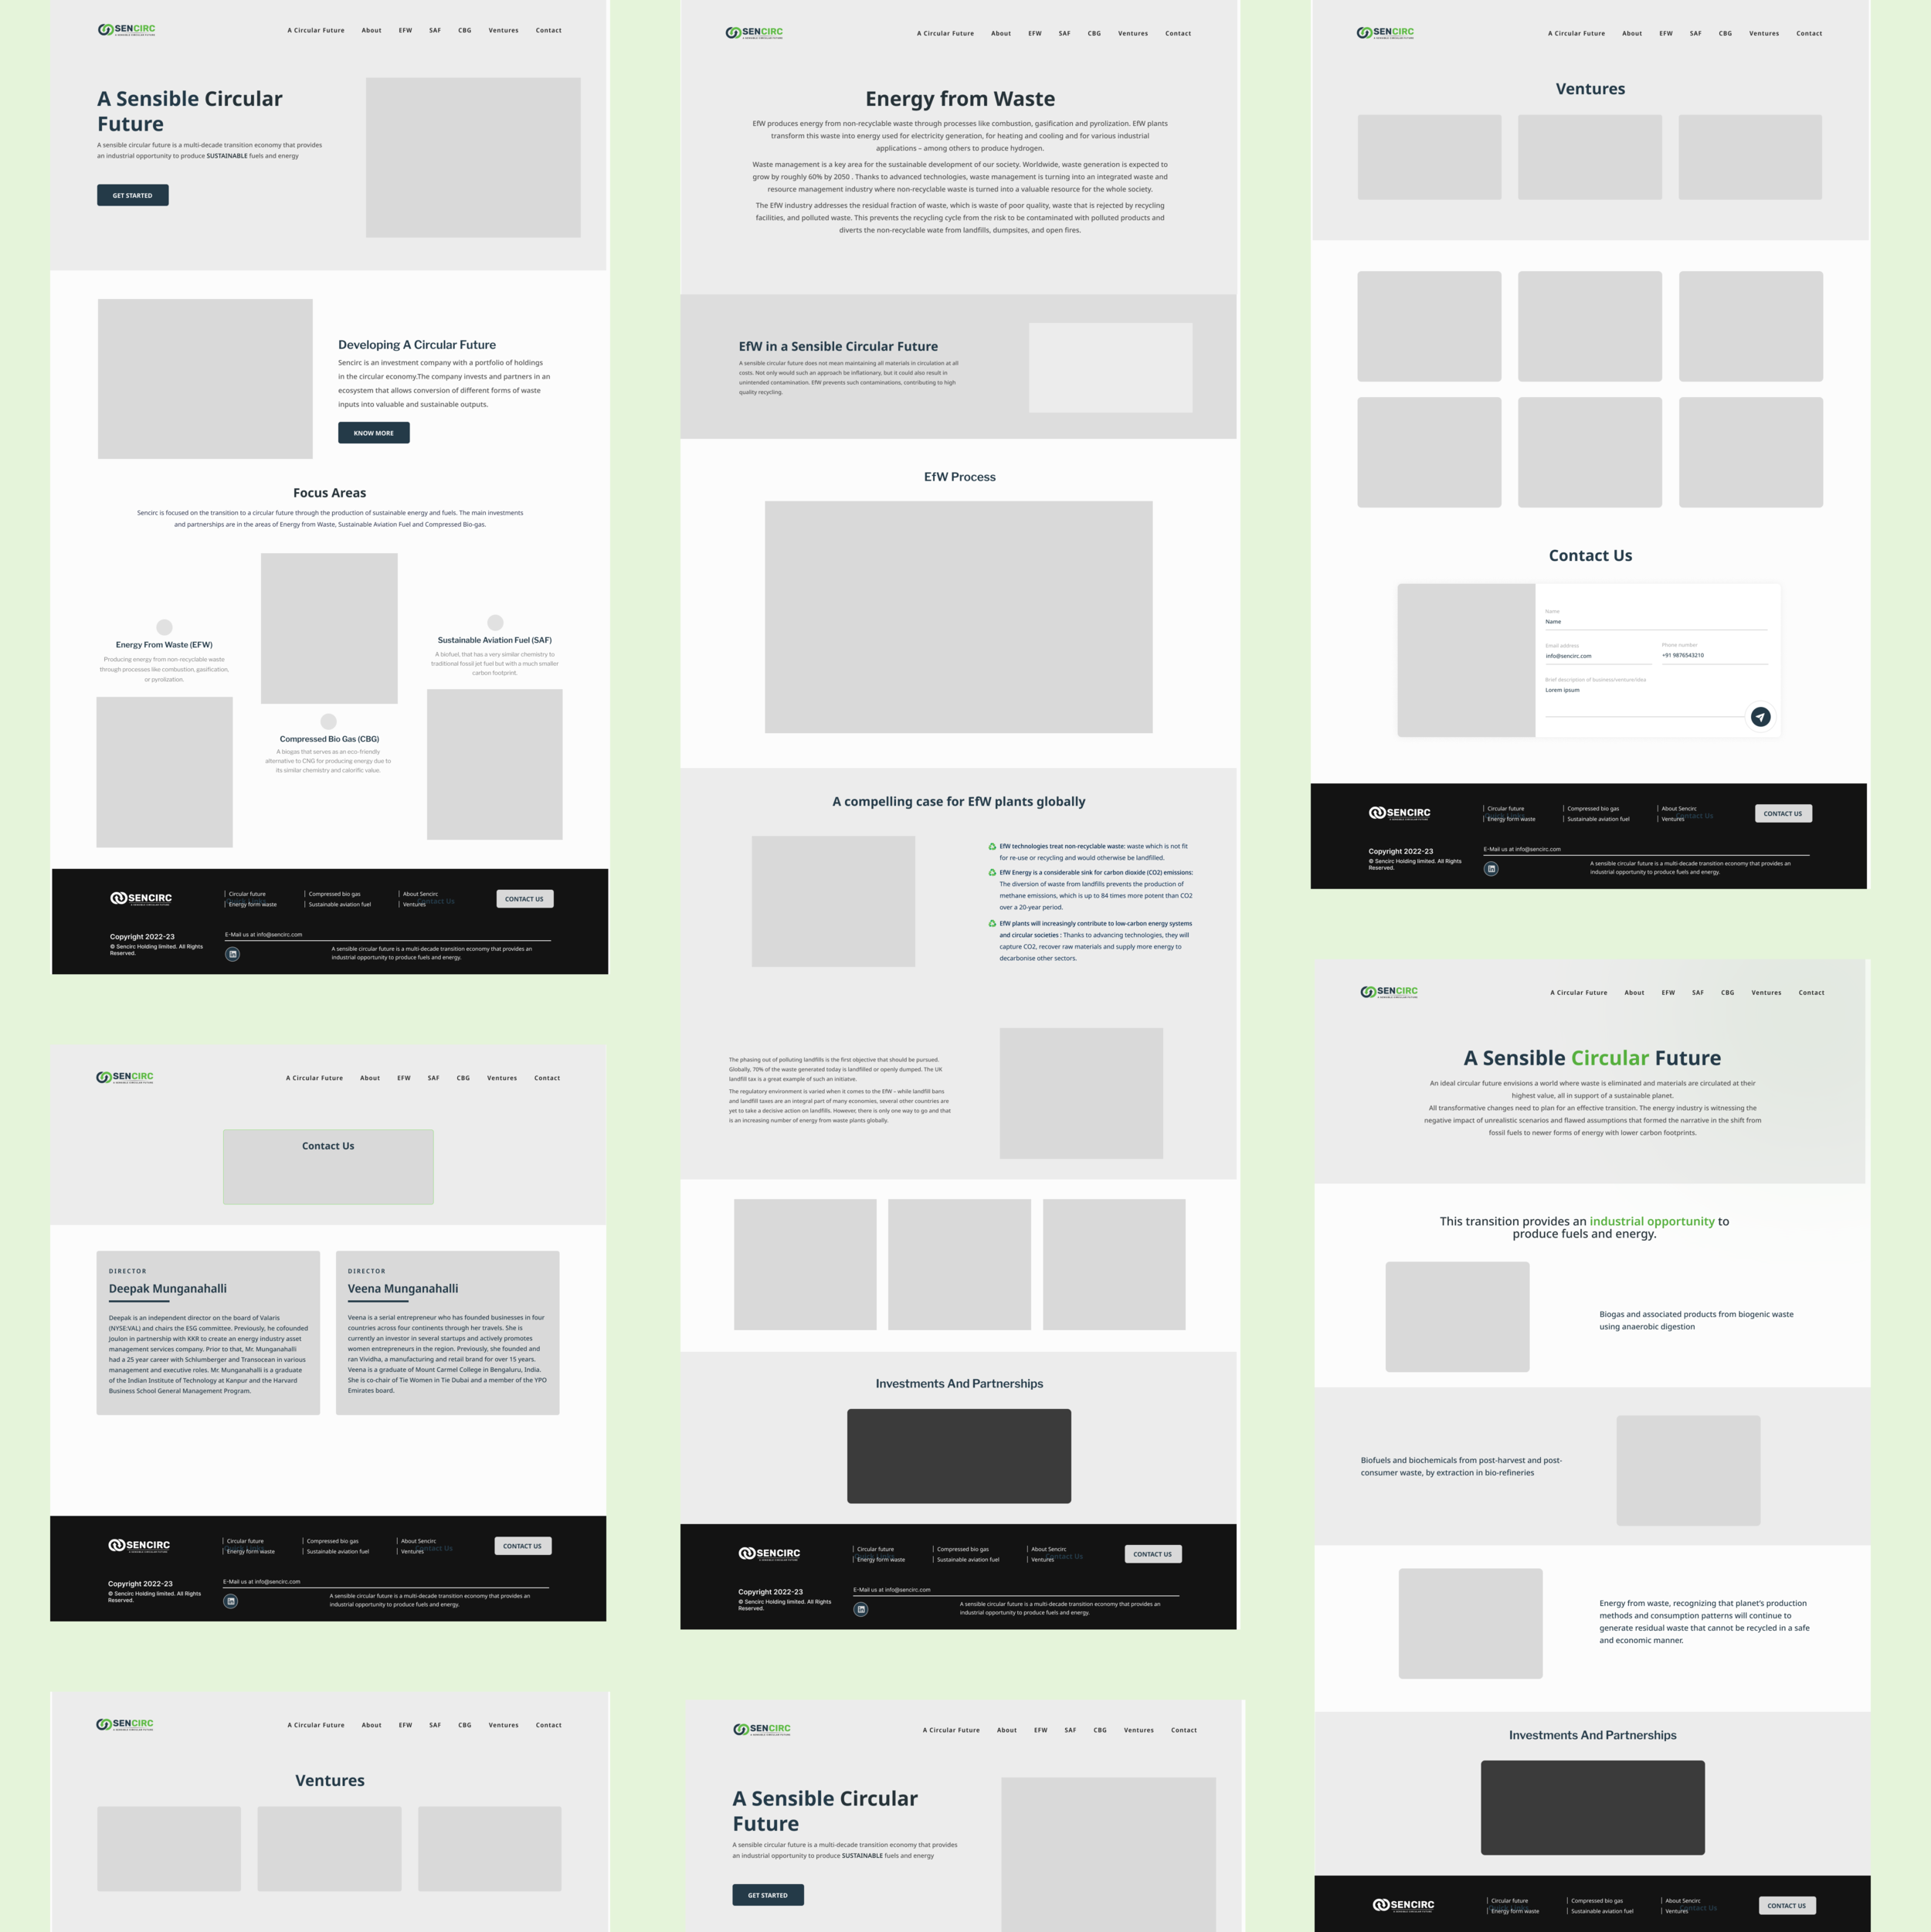 SENCIRC
A Circular Future About EFW SAF CBG Ventures Contact
A Sensible Circular
Future
A sensible circular future is a multi-decade transition economy that provides
an industrial opportunity to produce SUSTAINABLE fuels and energy
GET STARTED
Developing A Circular Future
Sencirc is an investment company with a portfolio of holdings
in the circular economy.The company invests and partners in an
ecosystem that allows conversion of different forms of waste
inputs into valuable and sustainable outputs.
KNOW MORE
Focus Areas
Sencirc is focused on the transition to a circular future through the production of sustainable energy and fuels. The main investments
and partnerships are in the areas of Energy from Waste, Sustainable Aviation Fuel and Compressed Bio-gas.
Energy From Waste (EFW)
Producing energy from non-recyclable waste
through processes like combustion, gasification,
or pyrolization.
Compressed Bio Gas (CBG)
A biogas that serves as an eco-friendly
alternative to CNG for producing energy due to
its similar chemistry and calorific value.
Sustainable Aviation Fuel (SAF)
A biofuel, that has a very similar chemistry to
traditional fossil jet fuel but with a much smaller
carbon footprint.
SENCIRC
Circular future Compressed bio gas About Sencirc
Energy form waste Sustainable aviation fuel Ventures
Contact Us
CONTACT US
Copyright 2022-23
© Sencirc Holding limited. All Rights
Reserved.
E-Mail us at info@sencirc.com
A sensible circular future is a multi-decade transition economy that provides an
industrial opportunity to produce fuels and energy.
SENCIRC
A Circular Future About EFW SAF CBG Ventures Contact
Contact Us
DIRECTOR
Deepak Munganahalli
Deepak is an independent director on the board of Valaris
(NYSE:VAL) and chairs the ESG committee. Previously, he cofounded
Joulon in partnership with KKR to create an energy industry asset
management services company. Prior to that, Mr. Munganahalli
had a 25 year career with Schlumberger and Transocean in various
management and executive roles. Mr. Munganahalli is a graduate
of the Indian Institute of Technology at Kanpur and the Harvard
Business School General Management Program.
DIRECTOR
Veena Munganahalli
Veena is a serial entrepreneur who has founded businesses in four
countries across four continents through her travels. She is
currently an investor in several startups and actively promotes
women entrepreneurs in the region. Previously, she founded and
ran Vividha, a manufacturing and retail brand for over 15 years.
Veena is a graduate of Mount Carmel College in Bengaluru, India.
She is co-chair of Tie Women in Tie Dubai and a member of the YPO
Emirates board.
SENCIRC
Circular future Compressed bio gas About Sencirc
Energy form waste Sustainable aviation fuel Ventures
Contact Us
CONTACT US
Copyright 2022-23
© Sencirc Holding limited. All Rights
Reserved.
E-Mail us at info@sencirc.com
A sensible circular future is a multi-decade transition economy that provides an
industrial opportunity to produce fuels and energy.
SENCIRC
A Circular Future About EFW SAF CBG Ventures Contact
Ventures
SENCIRC
A Circular Future About EFW SAF CBG Ventures Contact
Energy from Waste
EfW produces energy from non-recyclable waste through processes like combustion, gasification and pyrolization. EfW plants
transform this waste into energy used for electricity generation, for heating and cooling and for various industrial
applications – among others to produce hydrogen.
Waste management is a key area for the sustainable development of our society. Worldwide, waste generation is expected to
grow by roughly 60% by 2050 . Thanks to advanced technologies, waste management is turning into an integrated waste and
resource management industry where non-recyclable waste is turned into a valuable resource for the whole society.
The EfW industry addresses the residual fraction of waste, which is waste of poor quality, waste that is rejected by recycling
facilities, and polluted waste. This prevents the recycling cycle from the risk to be contaminated with polluted products and
diverts the non-recyclable wate from landfills, dumpsites, and open fires.
EfW in a Sensible Circular Future
A sensible circular future does not mean maintaining all materials in circulation at all
costs. Not only would such an approach be inflationary, but it could also result in
unintended contamination. EfW prevents such contaminations, contributing to high
quality recycling.
EfW Process
A compelling case for EfW plants globally
EfW technologies treat non-recyclable waste: waste which is not fit
for re-use or recycling and would otherwise be landfilled.
EfW Energy is a considerable sink for carbon dioxide (CO2) emissions:
The diversion of waste from landfills prevents the production of
methane emissions, which is up to 84 times more potent than CO2
over a 20-year period.
EfW plants will increasingly contribute to low-carbon energy systems
and circular societies : Thanks to advancing technologies, they will
capture CO2, recover raw materials and supply more energy to
decarbonise other sectors.
The phasing out of polluting landfills is the first objective that should be pursued.
Globally, 70% of the waste generated today is landfilled or openly dumped. The UK
landfill tax is a great example of such an initiative.
The regulatory environment is varied when it comes to the EfW – while landfill bans
and landfill taxes are an integral part of many economies, several other countries are
yet to take a decisive action on landfills. However, there is only one way to go and that
is an increasing number of energy from waste plants globally.
Investments And Partnerships
SENCIRC
Circular future Compressed bio gas About Sencirc
Energy form waste Sustainable aviation fuel Ventures
Contact Us
CONTACT US
Copyright 2022-23
© Sencirc Holding limited. All Rights
Reserved.
E-Mail us at info@sencirc.com
A sensible circular future is a multi-decade transition economy that provides an
industrial opportunity to produce fuels and energy.
SENCIRC
A Circular Future About EFW SAF CBG Ventures Contact
A Sensible Circular
Future
A sensible circular future is a multi-decade transition economy that provides
an industrial opportunity to produce SUSTAINABLE fuels and energy
GET STARTED
SENCIRC
A Circular Future About EFW SAF CBG Ventures Contact
Ventures
Contact Us
Name
Name
Email address Phone number
info@sencirc.com +91 9876543210
Brief description of business/venture/idea
Lorem ipsum
SENCIRC
Circular future Compressed bio gas About Sencirc
Energy form waste Sustainable aviation fuel Ventures
Contact Us
CONTACT US
Copyright 2022-23
© Sencirc Holding limited. All Rights
Reserved.
E-Mail us at info@sencirc.com
A sensible circular future is a multi-decade transition economy that provides an
industrial opportunity to produce fuels and energy.
SENCIRC
A Circular Future About EFW SAF CBG Ventures Contact
A Sensible Circular Future
An ideal circular future envisions a world where waste is eliminated and materials are circulated at their
highest value, all in support of a sustainable planet.
All transformative changes need to plan for an effective transition. The energy industry is witnessing the
negative impact of unrealistic scenarios and flawed assumptions that formed the narrative in the shift from
fossil fuels to newer forms of energy with lower carbon footprints.
This transition provides an industrial opportunity to
produce fuels and energy.
Biogas and associated products from biogenic waste
using anaerobic digestion
Biofuels and biochemicals from post-harvest and post-
consumer waste, by extraction in bio-refineries
Energy from waste, recognizing that planet's production
methods and consumption patterns will continue to
generate residual waste that cannot be recycled in a safe
and economic manner.
Investments And Partnerships
SENCIRC
Circular future Compressed bio gas About Sencirc
Energy form waste Sustainable aviation fuel Ventures
Contact Us
CONTACT US